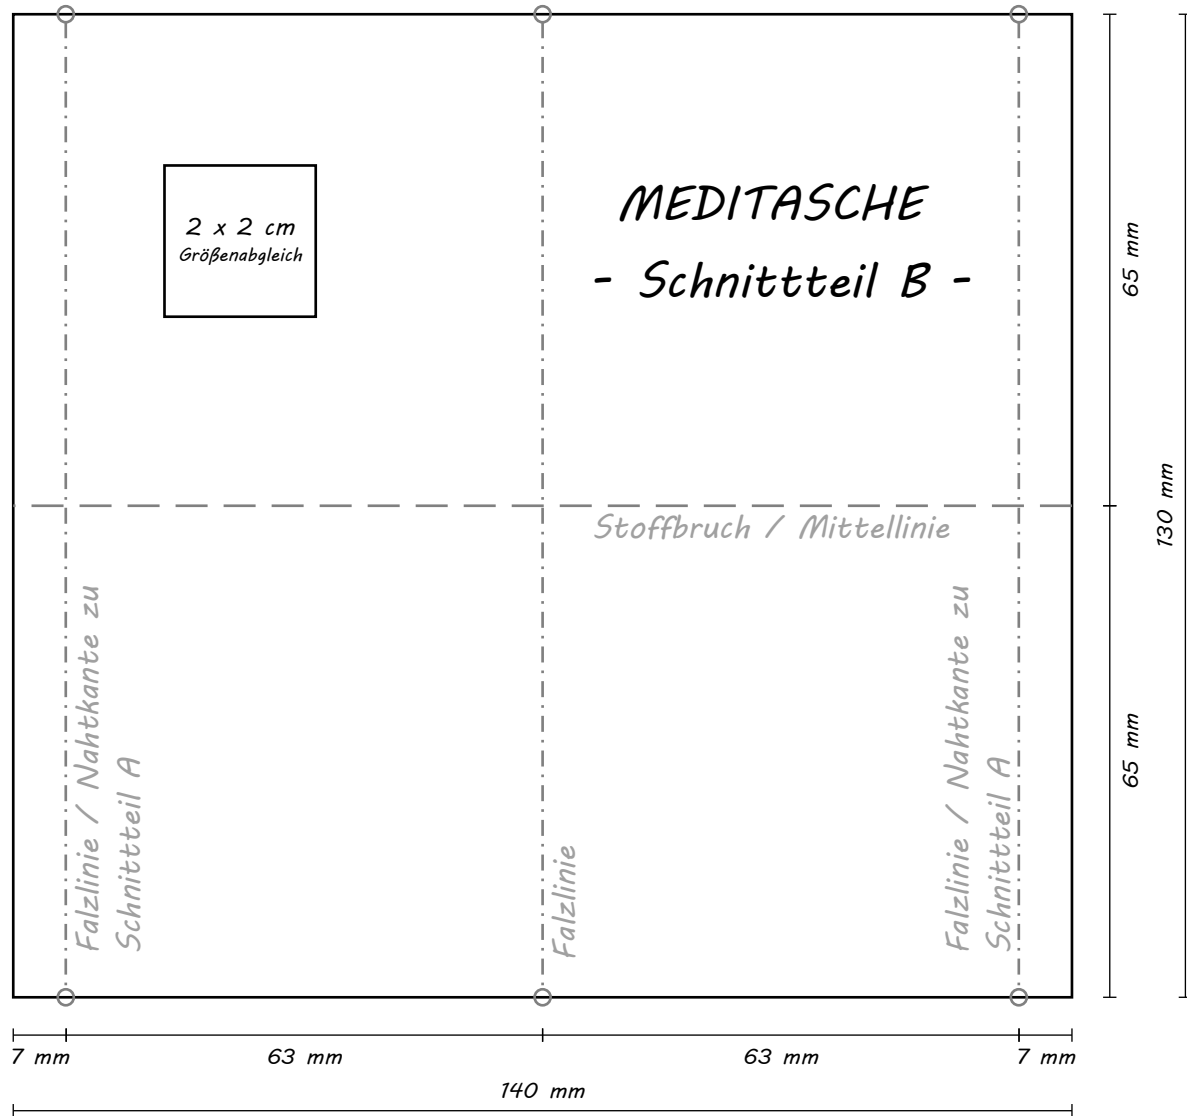 2 x 2 cm
Größenabgleich
MEDITASCHE
- Schnittteil B -
65 mm
130 mm
Stoffbruch / Mittellinie
Falzlinie / Nahtkante zu
Schnittteil A
Falzlinie
Falzlinie / Nahtkante zu
Schnittteil A
65 mm
7 mm
63 mm
63 mm
7 mm
140 mm